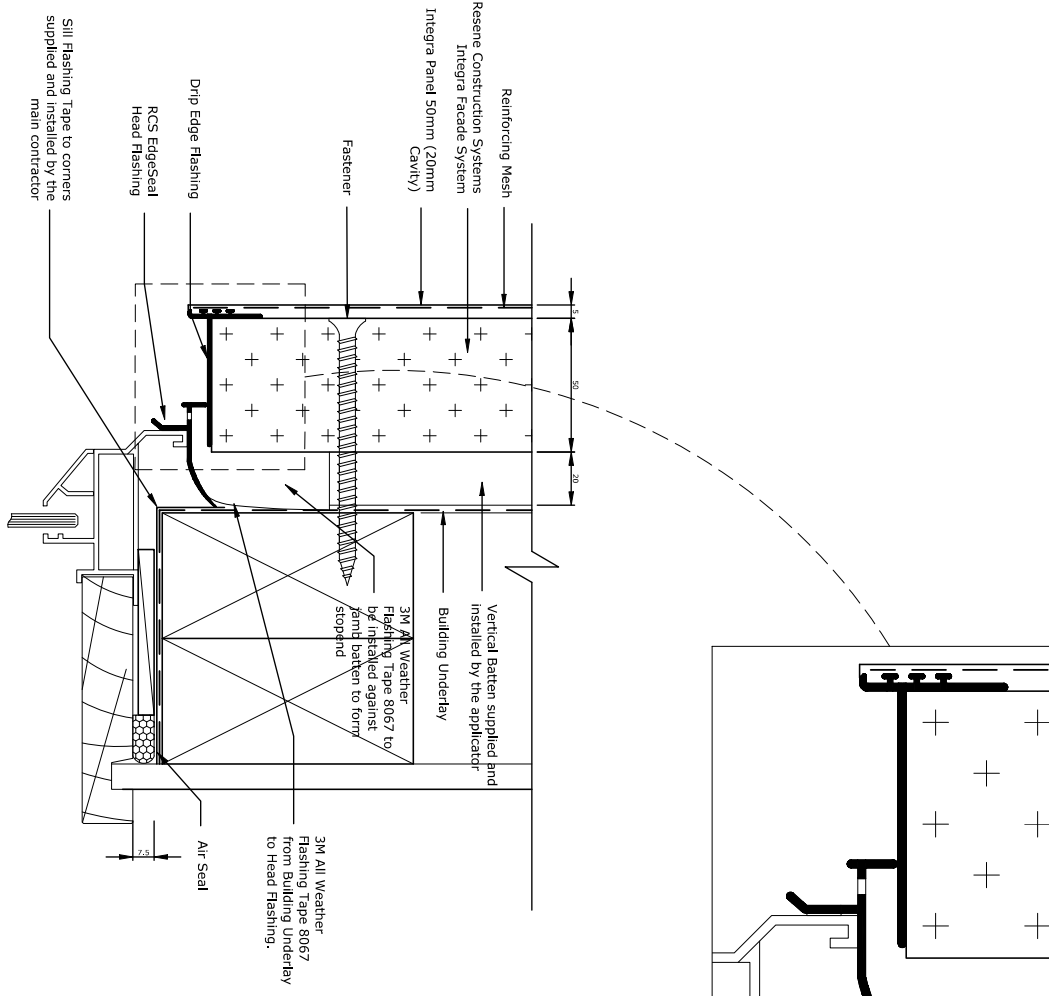 Reinforcing Mesh
Resene Construction Systems
Integra Facade System
Integra Panel 50mm (20mm
Cavity)
Fastener
Drip Edge Flashing
RCS EdgeSeal
Head Flashing
Sill Flashing Tape to corners
supplied and installed by the
main contractor
5
50
20
Vertical Batten supplied and
installed by the applicator
Building Underlay
3M All Weather
Flashing Tape 8067 to
be installed against
jamb batten to form
stopend
3M All Weather
Flashing Tape 8067
from Building Underlay
to Head Flashing.
Air Seal
7.5